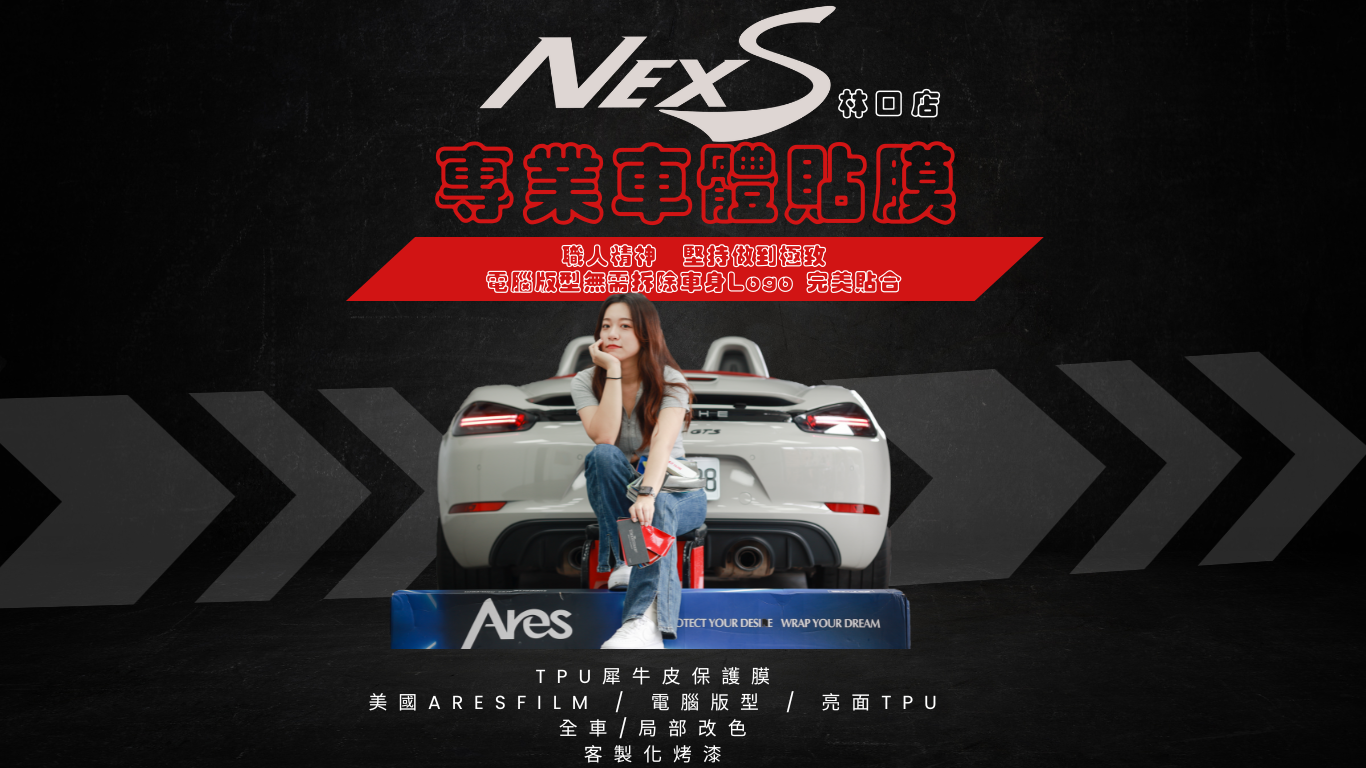 NEXS 林口店
專業車體貼膜
職人精神 堅持做到極致
電腦版型無需拆除車身Logo 完美貼合
GTS
Ares
OTECT YOUR DESI E WRAP YOUR DREAM
TPU犀牛皮保護膜
美國ARESFILM / 電腦版型 / 亮面TPU
全車/局部改色
客製化烤漆